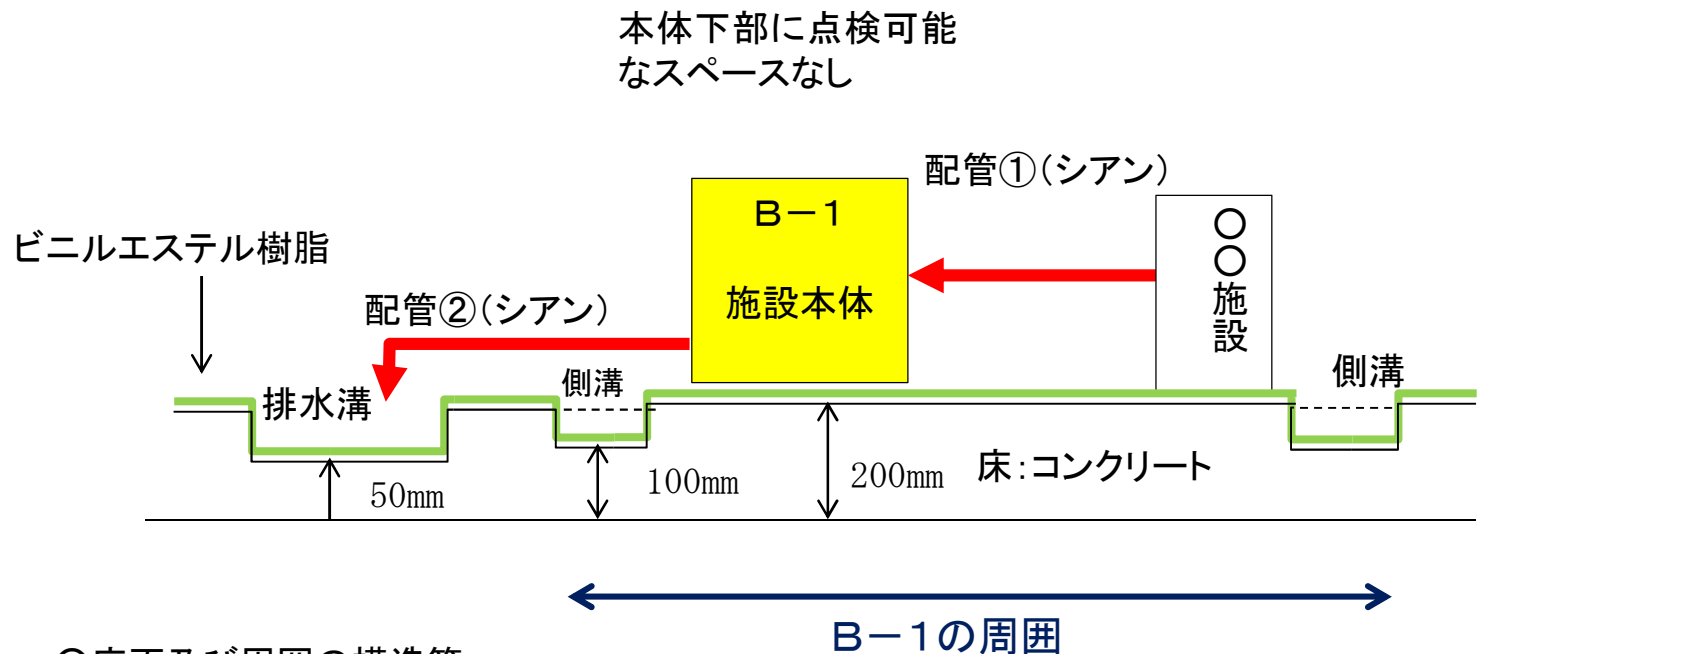 本体下部に点検可能
なスペースなし
配管①(シアン)
B-1
施設本体
〇〇施設
ビニルエステル樹脂
配管②(シアン)
側溝
側溝
排水溝
50mm
100mm
200mm
床:コンクリート
B-1の周囲